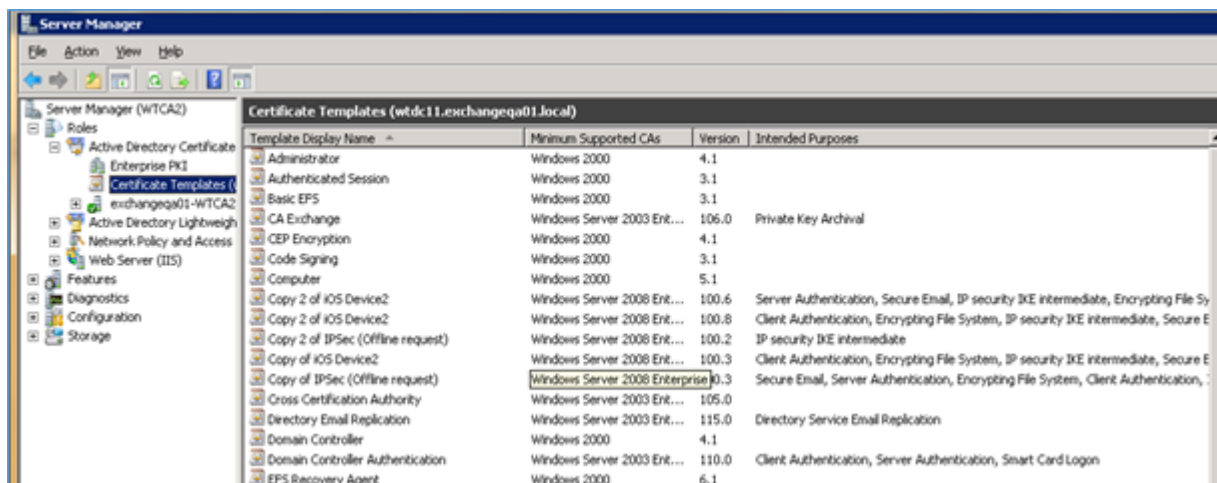 Server Manager
File Action View Help
Server Manager (WTCA2)
Roles
Active Directory Certificate
Enterprise PKI
Certificate Templates (
exchangeqa01-WTCA2
Active Directory Lightweigh
Network Policy and Access
Web Server (IIS)
Features
Diagnostics
Configuration
Storage
Certificate Templates (wtdc11.exchangeqa01.local)
Template Display Name Minimum Supported CAs Version Intended Purposes
Administrator Windows 2000 4.1
Authenticated Session Windows 2000 3.1
Basic EFS Windows 2000 3.1
CA Exchange Windows Server 2003 Ent... 106.0 Private Key Archival
CEP Encryption Windows 2000 4.1
Code Signing Windows 2000 3.1
Computer Windows 2000 5.1
Copy 2 of iOS Device2 Windows Server 2008 Ent... 100.6 Server Authentication, Secure Email, IP security IKE intermediate, Encrypting File Sy
Copy 2 of iOS Device2 Windows Server 2008 Ent... 100.8 Client Authentication, Encrypting File System, IP security IKE intermediate, Secure E
Copy 2 of IPSec (Offline request) Windows Server 2008 Ent... 100.2 IP security IKE intermediate
Copy of iOS Device2 Windows Server 2008 Ent... 100.3 Client Authentication, Encrypting File System, IP security IKE intermediate, Secure E
Copy of IPSec (Offline request) Windows Server 2008 Enterprise 0.3 Secure Email, Server Authentication, Encrypting File System, Client Authentication,
Cross Certification Authority Windows Server 2003 Ent... 105.0
Directory Email Replication Windows Server 2003 Ent... 115.0 Directory Service Email Replication
Domain Controller Windows 2000 4.1
Domain Controller Authentication Windows Server 2003 Ent... 110.0 Client Authentication, Server Authentication, Smart Card Logon
EFS Recovery Agent Windows 2000 6.1